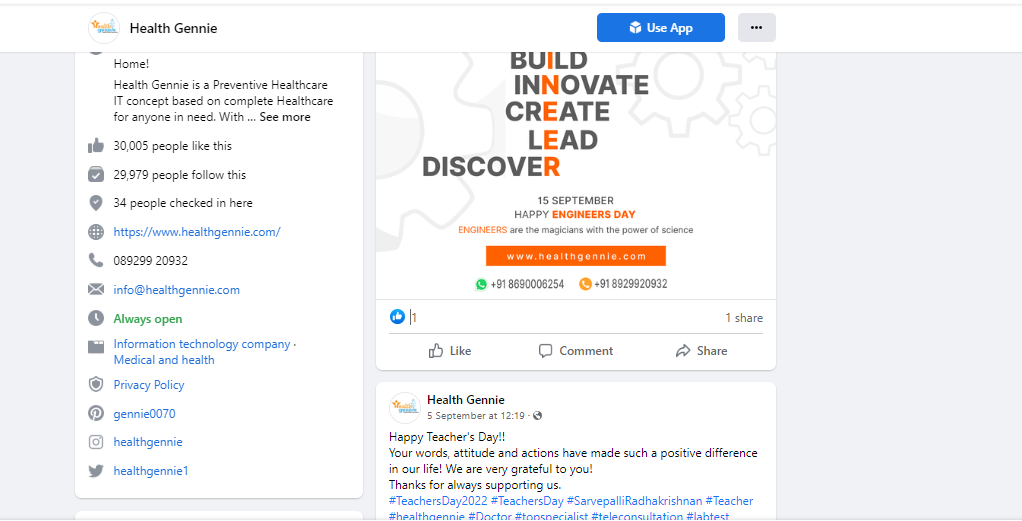 Health Gennie
Use App
Home!
Health Gennie is a Preventive Healthcare
IT concept based on complete Healthcare
for anyone in need. With ... See more
30,005 people like this
29,979 people follow this
34 people checked in here
https://www.healthgennie.com/
089299 20932
info@healthgennie.com
Always open
Information technology company ·
Medical and health
Privacy Policy
gennie0070
healthgennie
healthgennie1
BUILD
INNOVATE
CREATE
LEAD
DISCOVER
15 SEPTEMBER
HAPPY ENGINEERS DAY
ENGINEERS are the magicians with the power of science
www.healthgennie.com
+91 8690006254 +91 8929920932
1 1 share
Like Comment Share
Health Gennie
5 September at 12:19 ·
Happy Teacher's Day!!
Your words, attitude and actions have made such a positive difference
in our life! We are very grateful to you!
Thanks for always supporting us.
#TeachersDay2022 #TeachersDay #SarvepalliRadhakrishnan #Teacher
#healthgennie #Doctor #topspecialist #teleconsultation #labtest